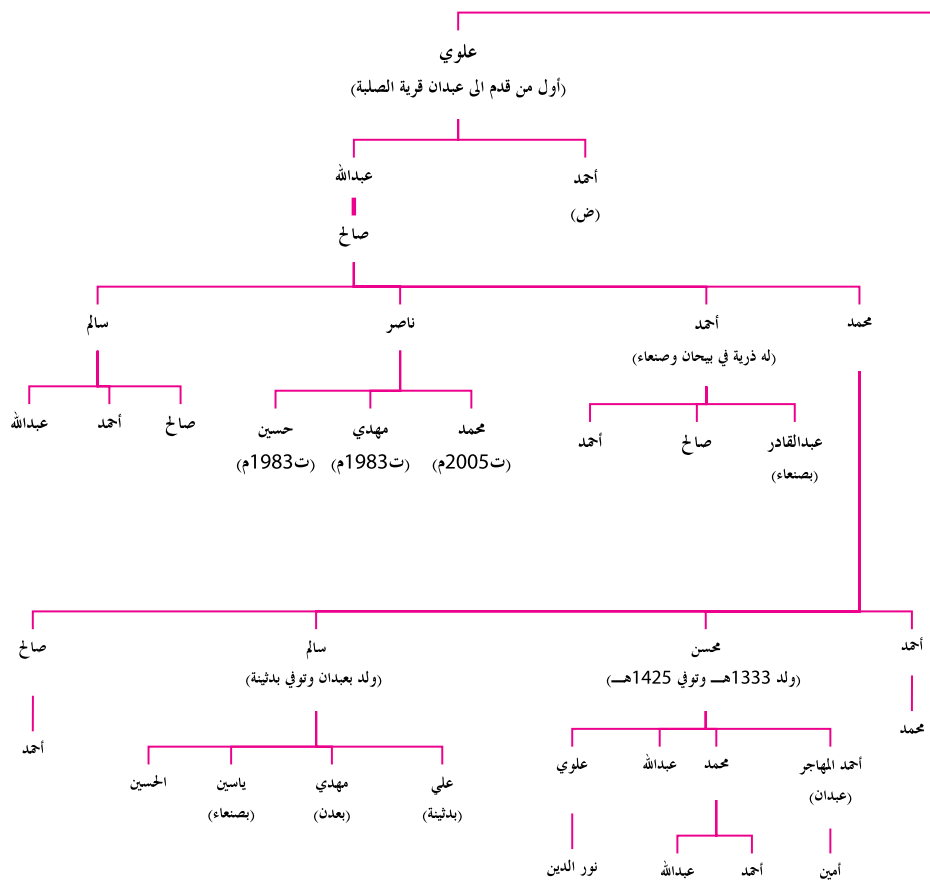 علوي
(أول من قدم الى عبدان قرية الصلبة)
أحمد
عبدالله
(ض)
صالح
محمد
أحمد
ناصر
سالم
(له ذرية في بيحان وصنعاء)
عبدالقادر
صالح
أحمد
محمد
مهدي
حسين
صالح
أحمد
عبدالله
(بصنعاء)
(ت2005م)
(ت1983م)
(ت1983م)
أحمد
محسن
سالم
صالح
(ولد 1333هـ وتوفي 1425هـ)
(ولد بعبدان وتوفي بدثينة)
محمد
أحمد
أحمد المهاجر
محمد
عبدالله
علوي
علي
مهدي
ياسين
الحسين
(عبدان)
(بدثينة)
(بعدن)
(بصنعاء)
أمين
أحمد
عبدالله
نور الدين